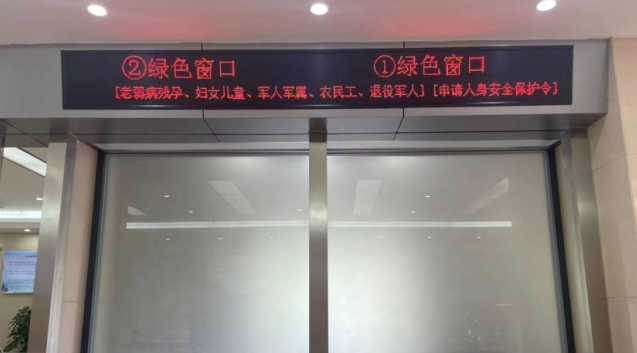 ②绿色窗口 ①绿色窗口
[老弱病残孕、妇女儿童、军人军属、农民工、退役军人] [申请人身安全保护令]